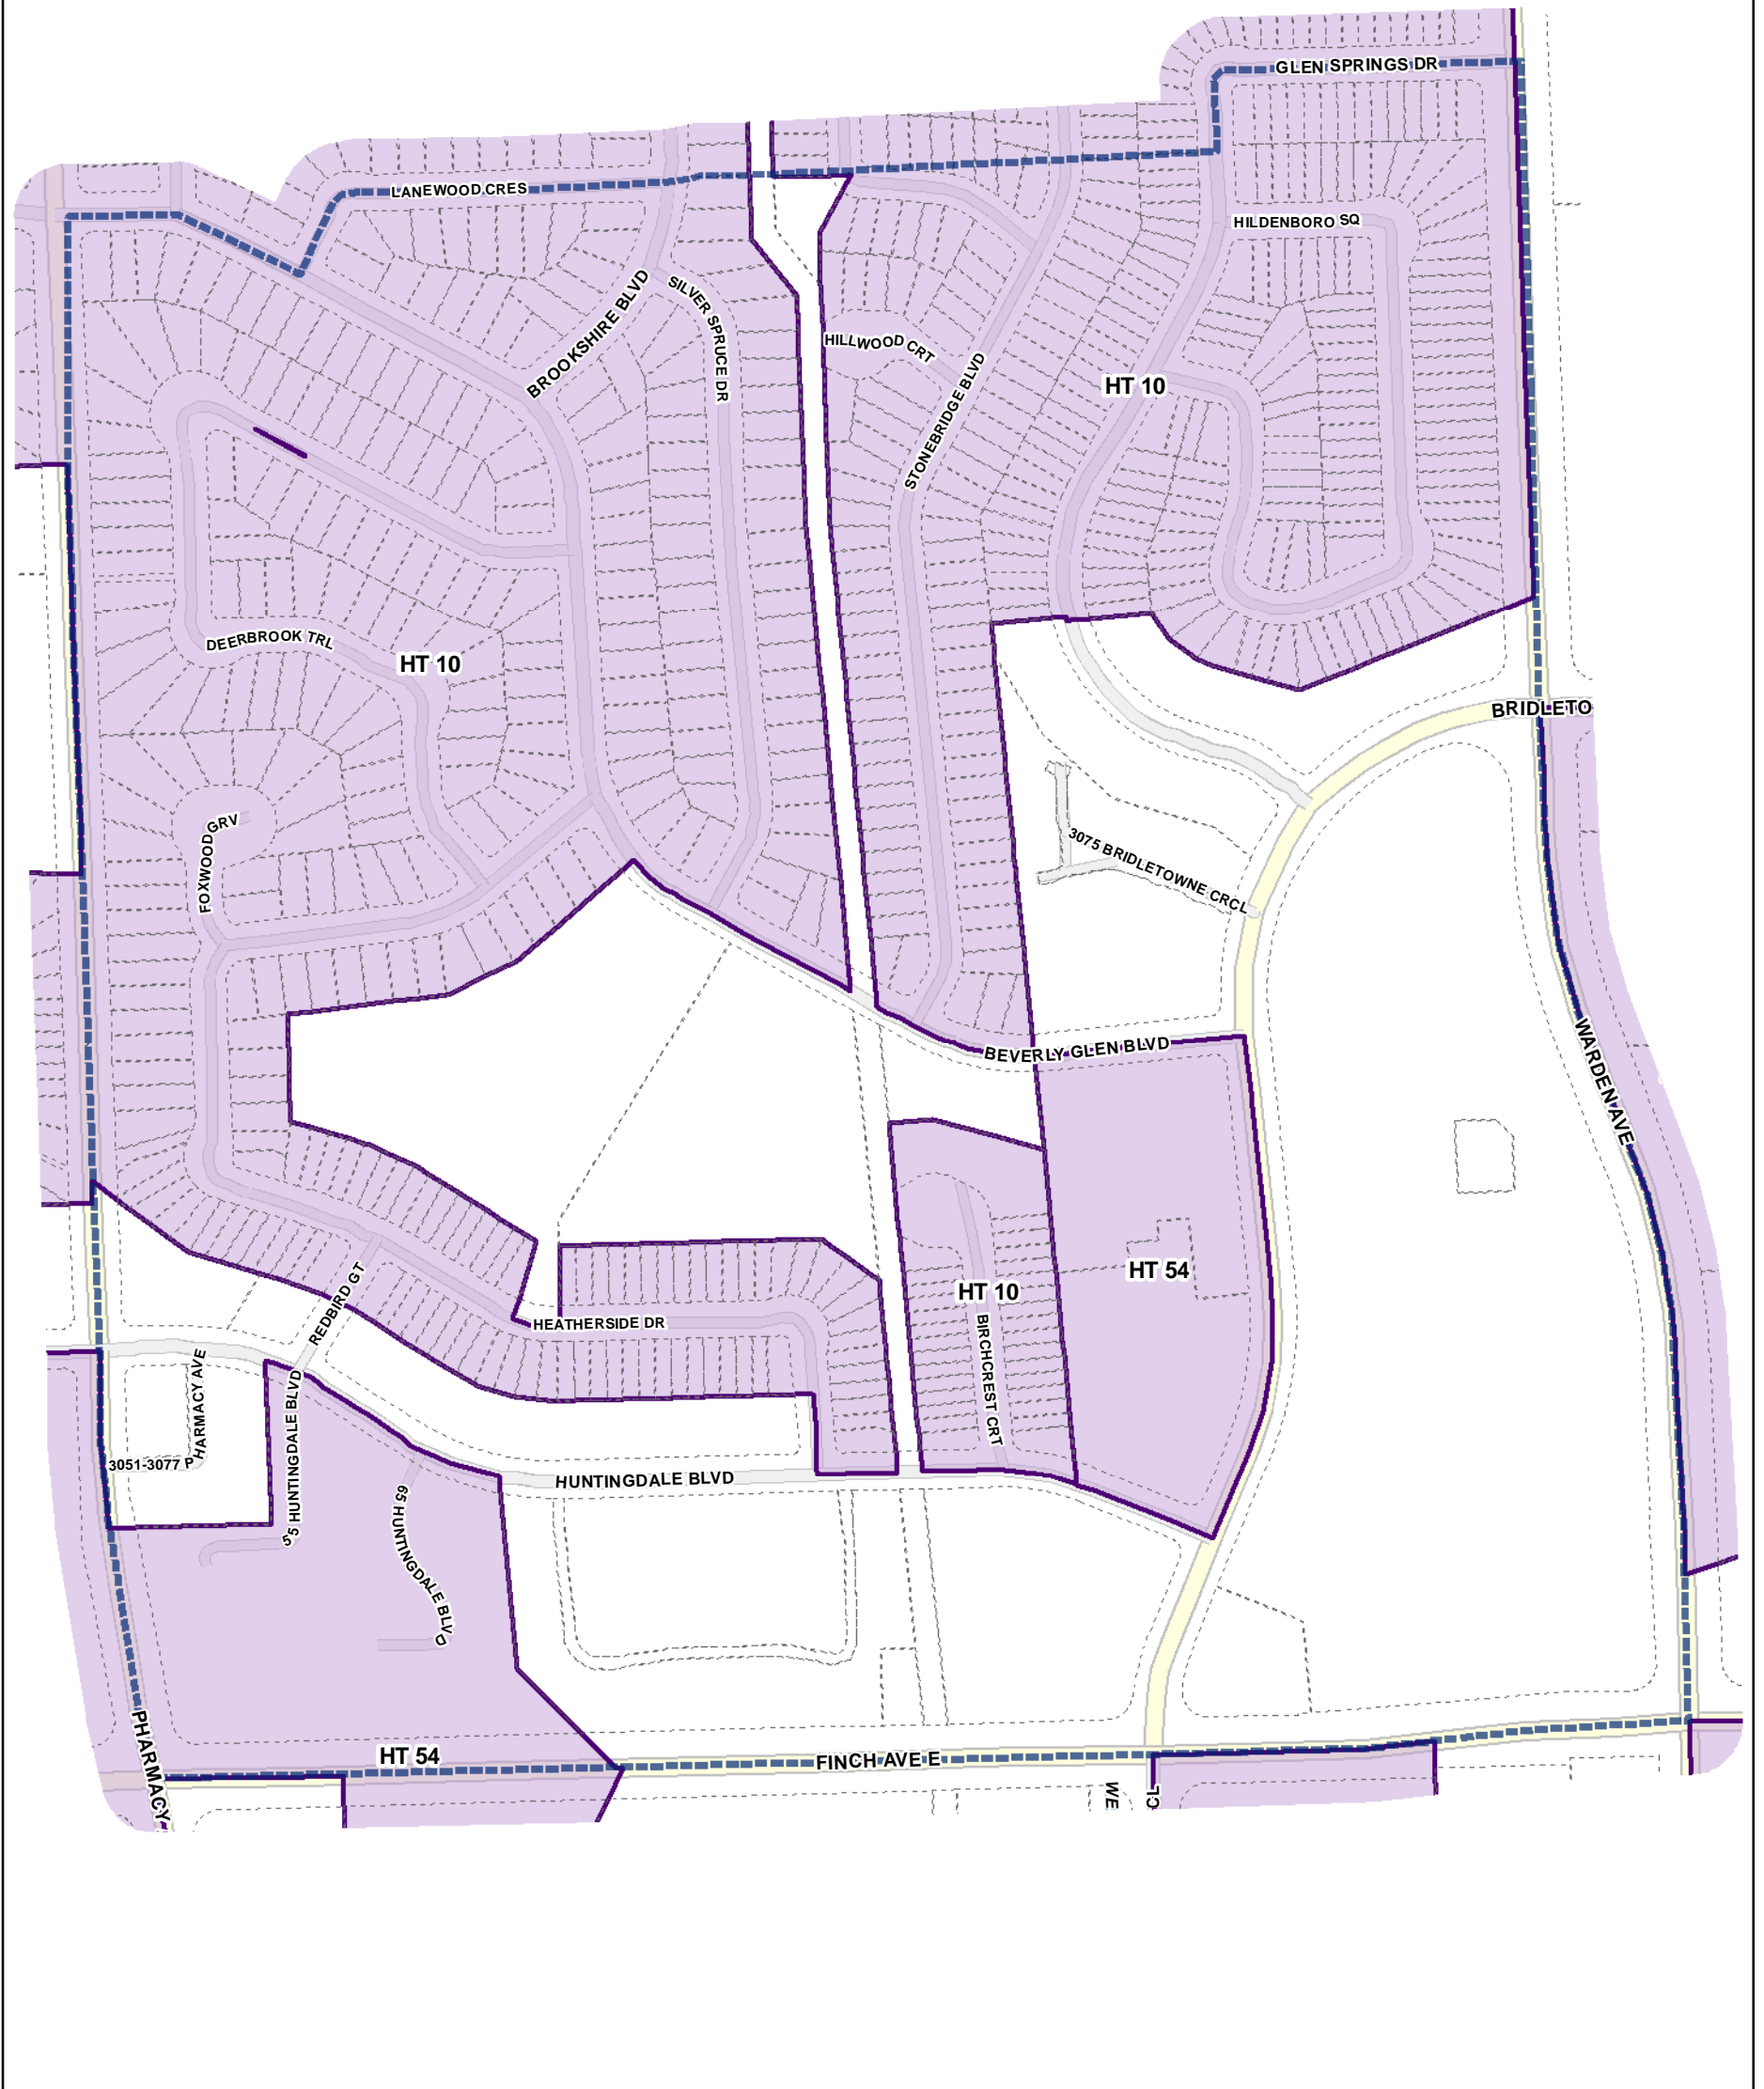 GLEN SPRINGS DR
LANEWOOD CRES
HILDENBORO SQ
BROOKSHIRE BLVD
SILVER SPRUCE DR
HILLWOOD CRT
STONEBRIDGE BLVD
HT 10
DEERBROOK TRL
HT 10
BRIDLETO
FOXWOOD GRV
3075 BRIDLETOWNE CRCL
WARDEN AVE
BEVERLY GLEN BLVD
HT 54
HT 10
REDBIRD GT
HEATHERSIDE DR
BIRCHCREST CRT
3051-3077 PHARMACY AVE
55 HUNTINGDALE BLVD
HUNTINGDALE BLVD
65 HUNTINGDALE BLVD
PHARMACY
HT 54
FINCH AVE E
WE
CL